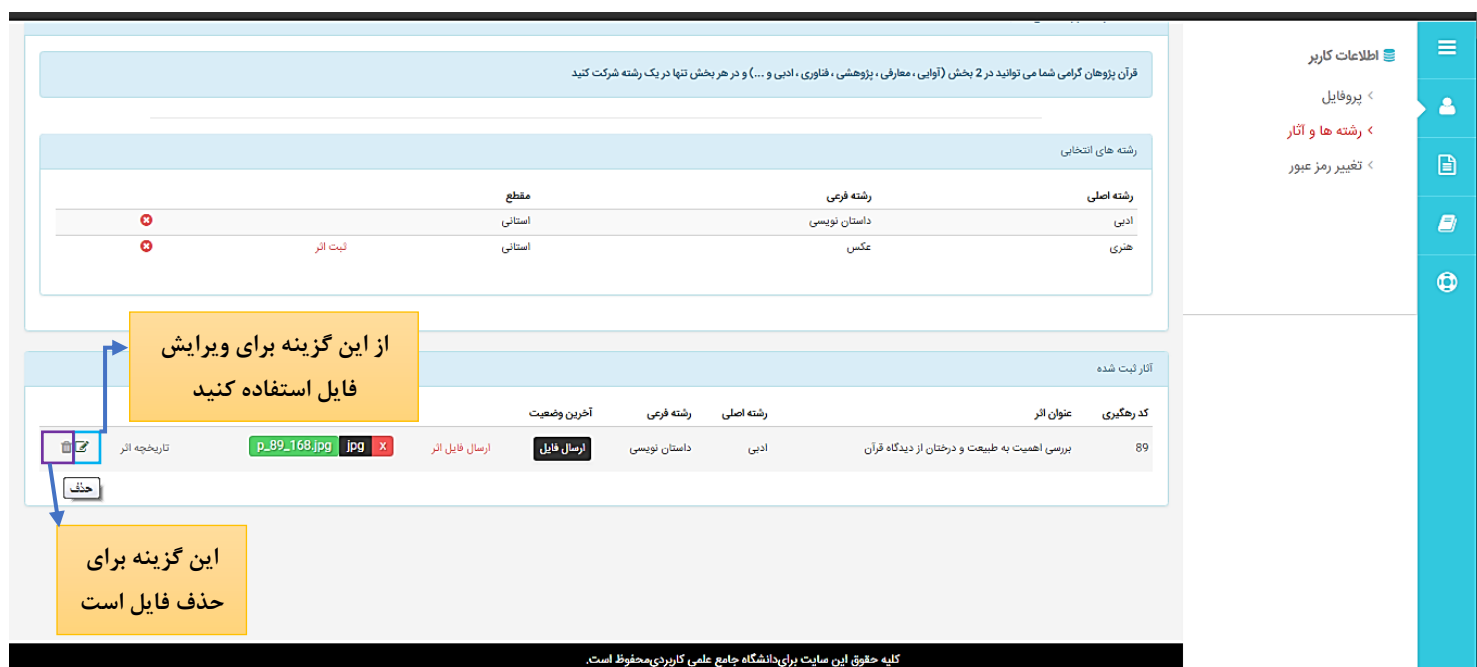 اطلاعات کاربر
پروفایل
رشته ها و آثار
تغییر رمز عبور
قرآن پژوهان گرامی شما می توانید در 2 بخش (آوایی ، معارفی ، پژوهشی ، فناوری ، ادبی و ...) و در هر بخش تنها در یک رشته شرکت کنید
رشته های انتخابی
رشته اصلی رشته فرعی مقطع
ادبی داستان نویسی استانی
هنری عکس استانی ثبت اثر
از این گزینه برای ویرایش
فایل استفاده کنید
آثار ثبت شده
کد رهگیری عنوان اثر رشته اصلی رشته فرعی آخرین وضعیت
89 بررسی اهمیت به طبیعت و درختان از دیدگاه قرآن ادبی داستان نویسی ارسال فایل ارسال فایل اثر x jpg p_89_168.jpg تاریخچه اثر
حذف
این گزینه برای
حذف فایل است
کلیه حقوق این سایت برای‌دانشگاه جامع علمی کاربردی‌محفوظ است.